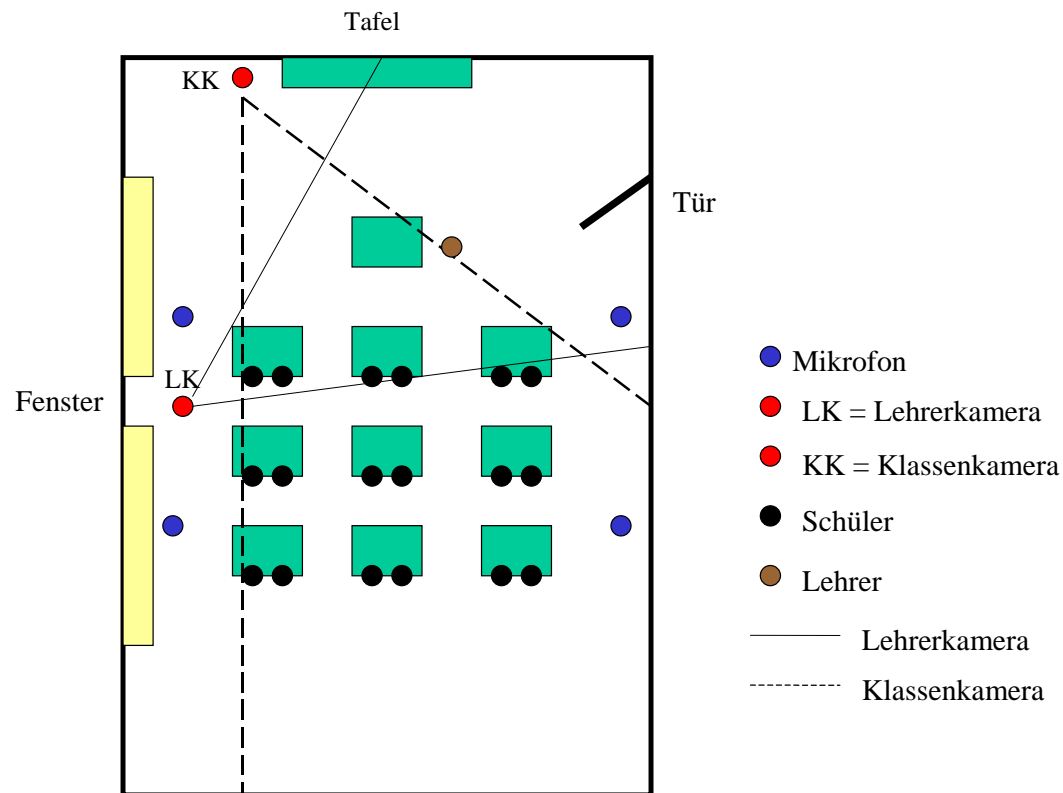 Tafel
KK
Tür
LK
Fenster
Mikrofon
LK = Lehrerkamera
KK = Klassenkamera
Schüler
Lehrer
Lehrerkamera
Klassenkamera